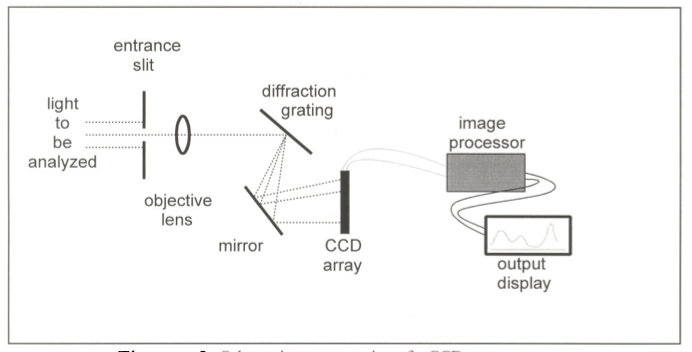 entrance
slit
light
to
be
analyzed
objective
lens
diffraction
grating
mirror
CCD
array
image
processor
output
display